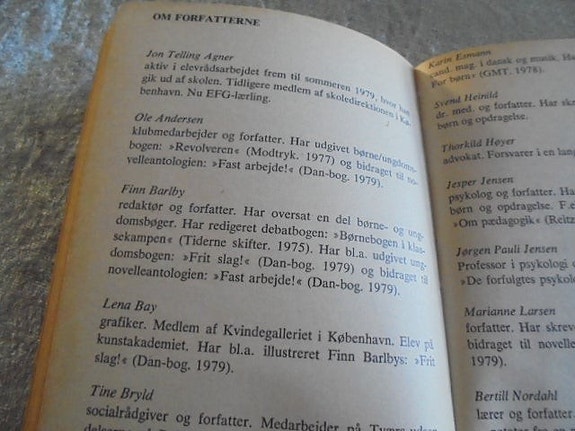 OM FORFATTERNE
Jon Telling Agner
aktiv i elevrådsarbejdet frem til sommeren 1979, hvor han
gik ud af skolen. Tidligere medlem af skoledirektionen i Kø-
benhavn. Nu EFG-lærling.
Ole Andersen
klubmedarbejder og forfatter. Har udgivet børne/ungdoms-
bogen: »Revolveren« (Modtryk. 1977) og bidraget til no-
velleantologien: »Fast arbejde!« (Dan-bog. 1979).
Finn Barlby
redaktør og forfatter. Har oversat en del børne- og ung-
domsbøger. Har redigeret debatbogen: »Børnebogen i klas-
sekampen« (Tiderne skifter. 1975). Har bl.a. udgivet ung-
domsbogen: »Frit slag!« (Dan-bog. 1979) og bidraget til
novelleantologien: »Fast arbejde!« (Dan-bog. 1979).
Lena Bay
grafiker. Medlem af Kvindegalleriet i København. Elev på
kunstakademiet. Har bl.a. illustreret Finn Barlbys: »Frit
slag!« (Dan-bog. 1979).
Tine Bryld
socialrådgiver og forfatter. Medarbejder på
Karin Esmann
cand. mag. i dansk og musik. Ha
For børn« (GMT. 1978).
Svend Heinild
dr. med. og forfatter. Har skre
børn og opdragelse.
Thorkild Høyer
advokat. Forsvarer i en lang
Jesper Jensen
psykolog og forfatter. Har
børn og opdragelse. F.e
»Om pædagogik« (Reitz
Jørgen Pauli Jensen
Professor i psykologi o
»De forfulgtes psykolog
Marianne Larsen
forfatter. Har skrev
bidraget til novelle
1979).
Bertill Nordahl
lærer og forfatter.